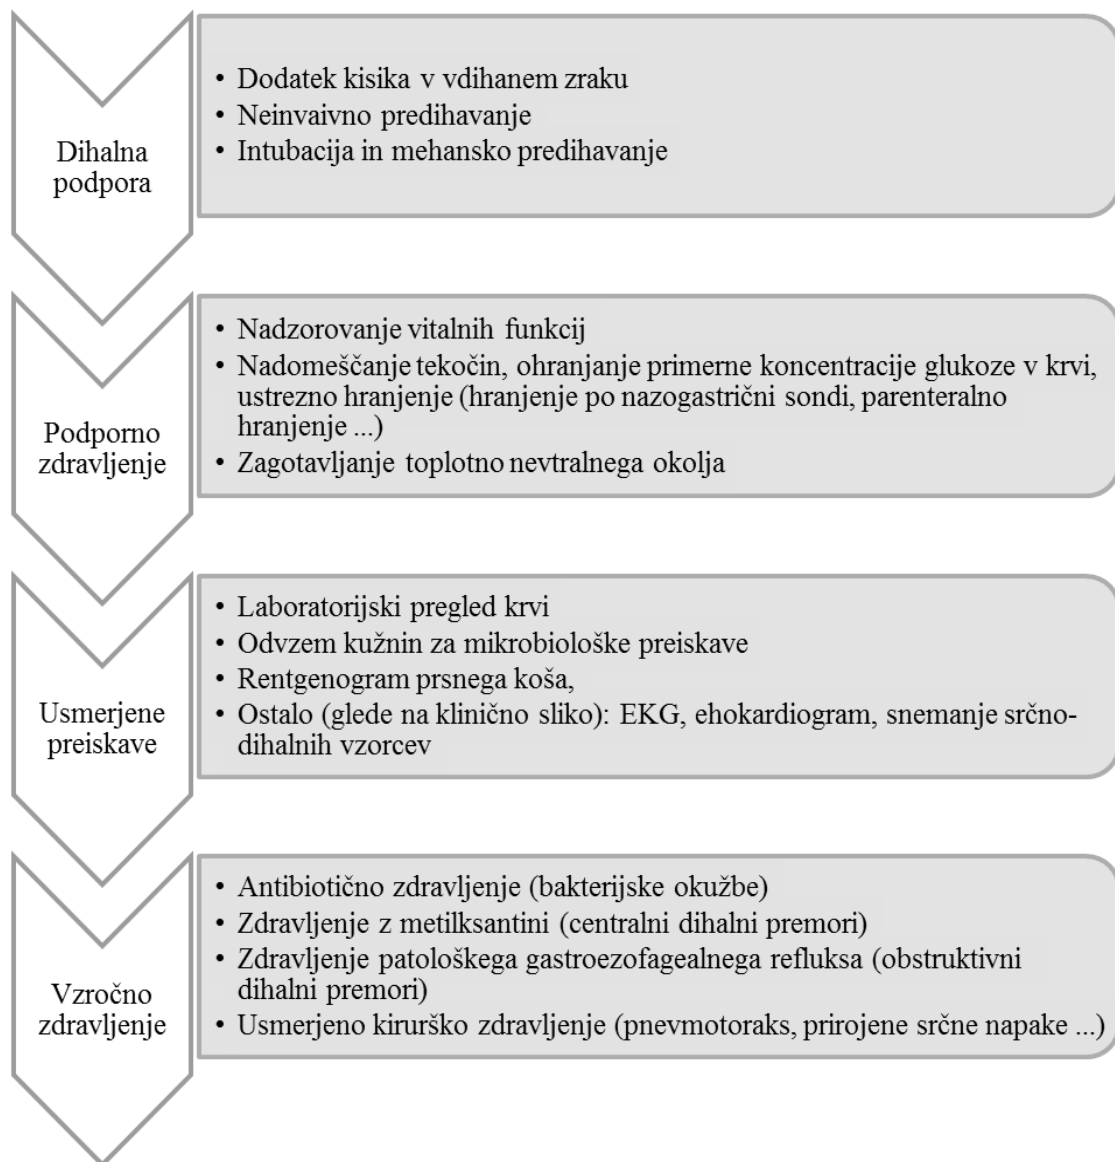 Dihalna
podpora
• Dodatek kisika v vdihanem zraku
• Neinvaivno predihavanje
• Intubacija in mehansko predihavanje
Podporno
zdravljenje
• Nadzorovanje vitalnih funkcij
• Nadomeščanje tekočin, ohranjanje primerne koncentracije glukoze v krvi,
ustrezno hranjenje (hranjenje po nazogastrični sondi, parenteralno
hranjenje ...)
• Zagotavljanje toplotno nevtralnega okolja
Usmerjene
preiskave
• Laboratorijski pregled krvi
• Odvzem kužnin za mikrobiološke preiskave
• Rentgenogram prsnega koša,
• Ostalo (glede na klinično sliko): EKG, ehokardiogram, snemanje srčno-
dihalnih vzorcev
Vzročno
zdravljenje
• Antibiotično zdravljenje (bakterijske okužbe)
• Zdravljenje z metilksantini (centralni dihalni premori)
• Zdravljenje patološkega gastroezofagealnega refluksa (obstruktivni
dihalni premori)
• Usmerjeno kirurško zdravljenje (pnevmotoraks, prirojene srčne napake ...)